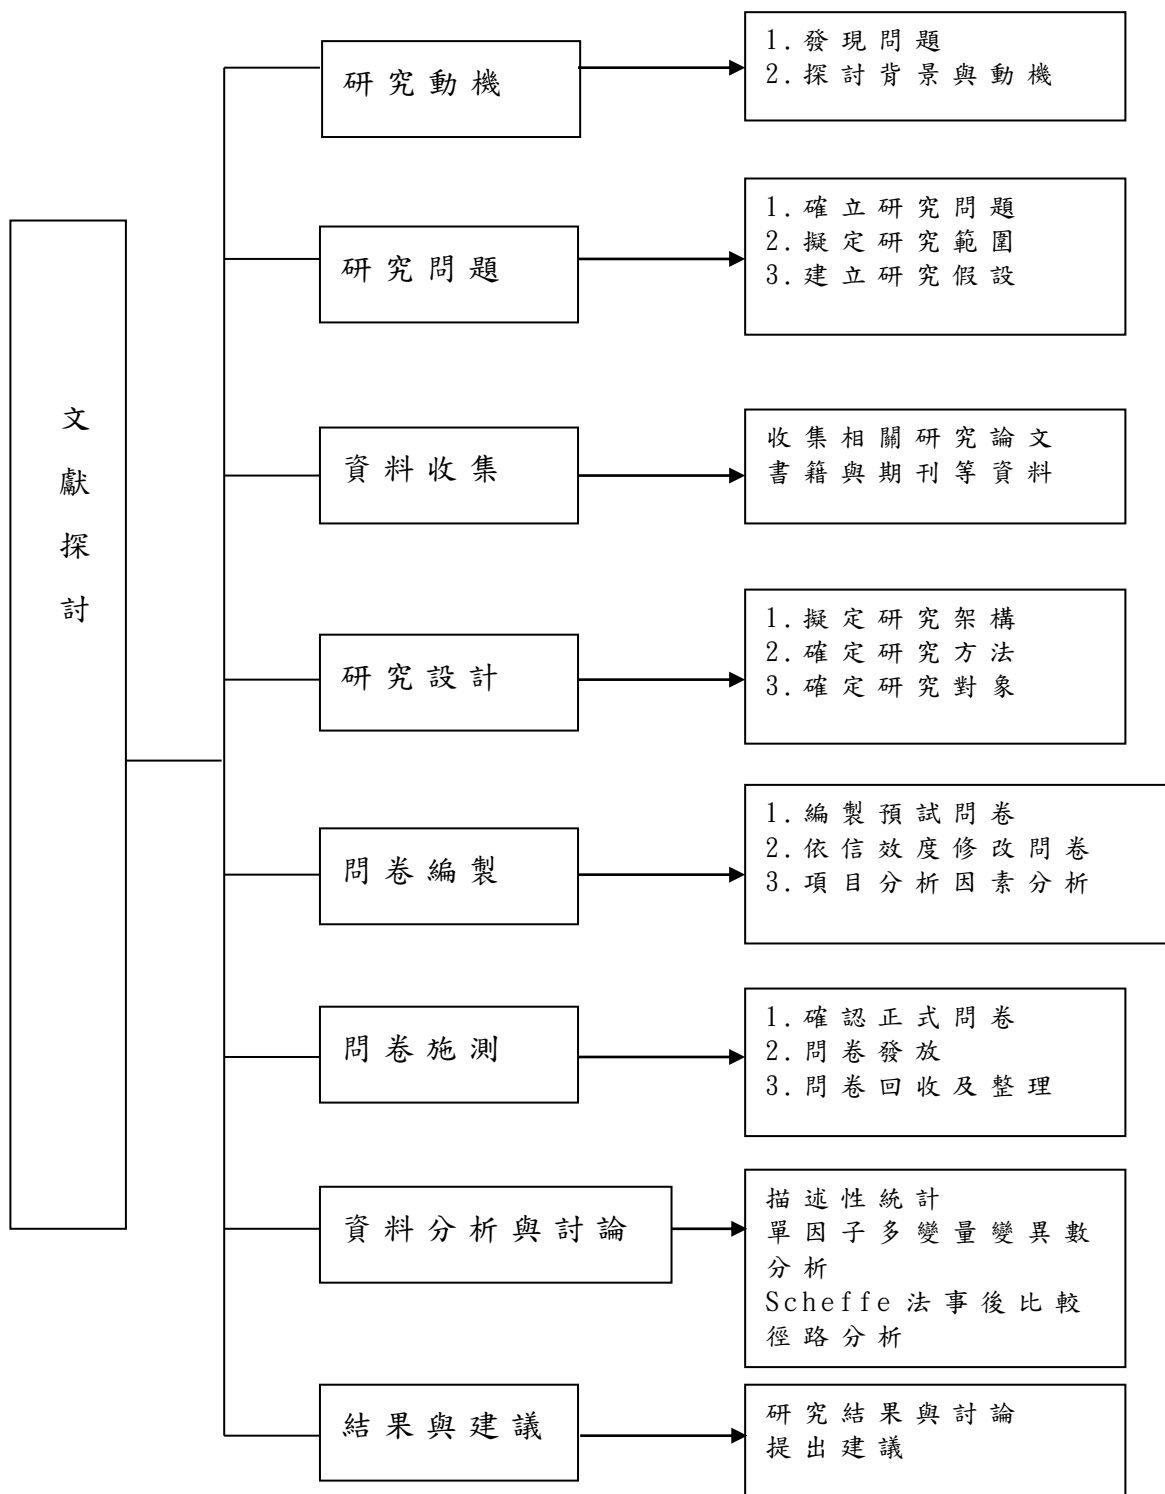 研究動機
1.發現問題
2.探討背景與動機
研究問題
1.確立研究問題
2.擬定研究範圍
3.建立研究假設
文
獻
探
討
資料收集
收集相關研究論文
書籍與期刊等資料
研究設計
1.擬定研究架構
2.確定研究方法
3.確定研究對象
問卷編製
1.編製預試問卷
2.依信效度修改問卷
3.項目分析因素分析
問卷施測
1.確認正式問卷
2.問卷發放
3.問卷回收及整理
資料分析與討論
描述性統計
單因子多變量變異數
分析
Scheffe法事後比較
徑路分析
結果與建議
研究結果與討論
提出建議